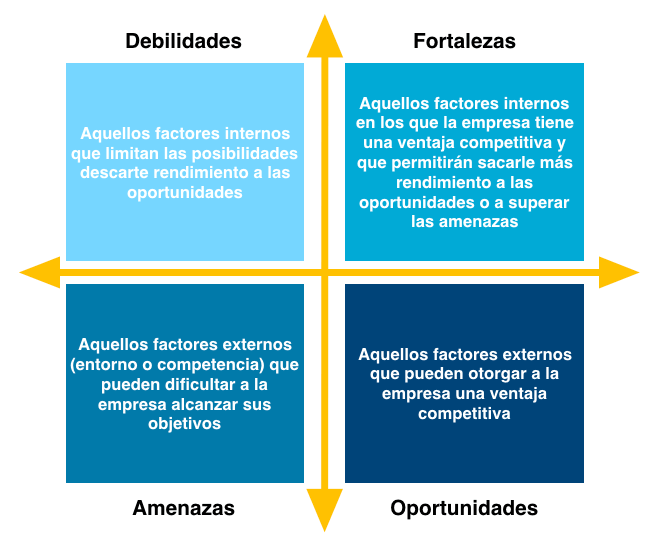 Debilidades
Fortalezas
Aquellos factores internos
que limitan las posibilidades
descarte rendimiento a las
oportunidades
Aquellos factores internos
en los que la empresa tiene
una ventaja competitiva y
que permitirán sacarle más
rendimiento a las
oportunidades o a superar
las amenazas
Aquellos factores externos
(entorno o competencia) que
pueden dificultar a la
empresa alcanzar sus
objetivos
Aquellos factores externos
que pueden otorgar a la
empresa una ventaja
competitiva
Amenazas
Oportunidades